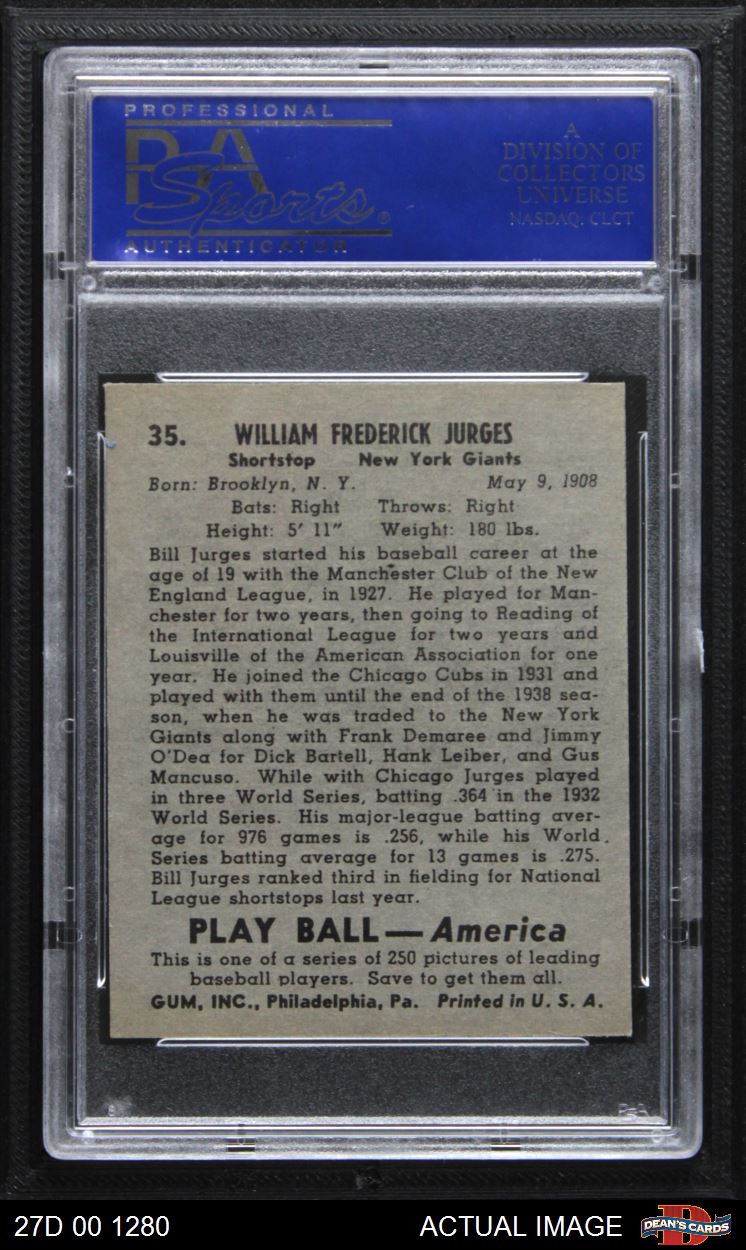 PROFESSIONAL
PSA
Sports®
AUTHENTICATOR
A
DIVISION OF
COLLECTORS
UNIVERSE
NASDAQ: CLCT
35. WILLIAM FREDERICK JURGES
Shortstop New York Giants
Born: Brooklyn, N. Y. May 9, 1908
Bats: Right Throws: Right
Height: 5' 11" Weight: 180 lbs.
Bill Jurges started his baseball career at the
age of 19 with the Manchester Club of the New
England League, in 1927. He played for Man-
chester for two years, then going to Reading of
the International League for two years and
Louisville of the American Association for one
year. He joined the Chicago Cubs in 1931 and
played with them until the end of the 1938 sea-
son, when he was traded to the New York
Giants along with Frank Demaree and Jimmy
O'Dea for Dick Bartell, Hank Leiber, and Gus
Mancuso. While with Chicago Jurges played
in three World Series, batting .364 in the 1932
World Series. His major-league batting aver-
age for 976 games is .256, while his World
Series batting average for 13 games is .275.
Bill Jurges ranked third in fielding for National
League shortstops last year.
PLAY BALL — America
This is one of a series of 250 pictures of leading
baseball players. Save to get them all.
GUM, INC., Philadelphia, Pa. Printed in U. S. A.
PSA
27D 00 1280 ACTUAL IMAGE DEAN'S CARDS